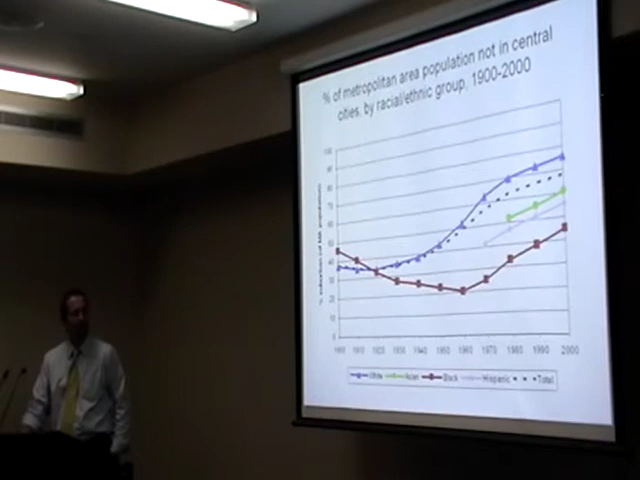 % of metropolitan area population not in central
cities, by racial/ethnic group, 1900-2000
100
90
80
70
60
50
40
30
20
10
0
1900 1910 1920 1930 1940 1950 1960 1970 1980 1990 2000
White Asian Black Hispanic Total